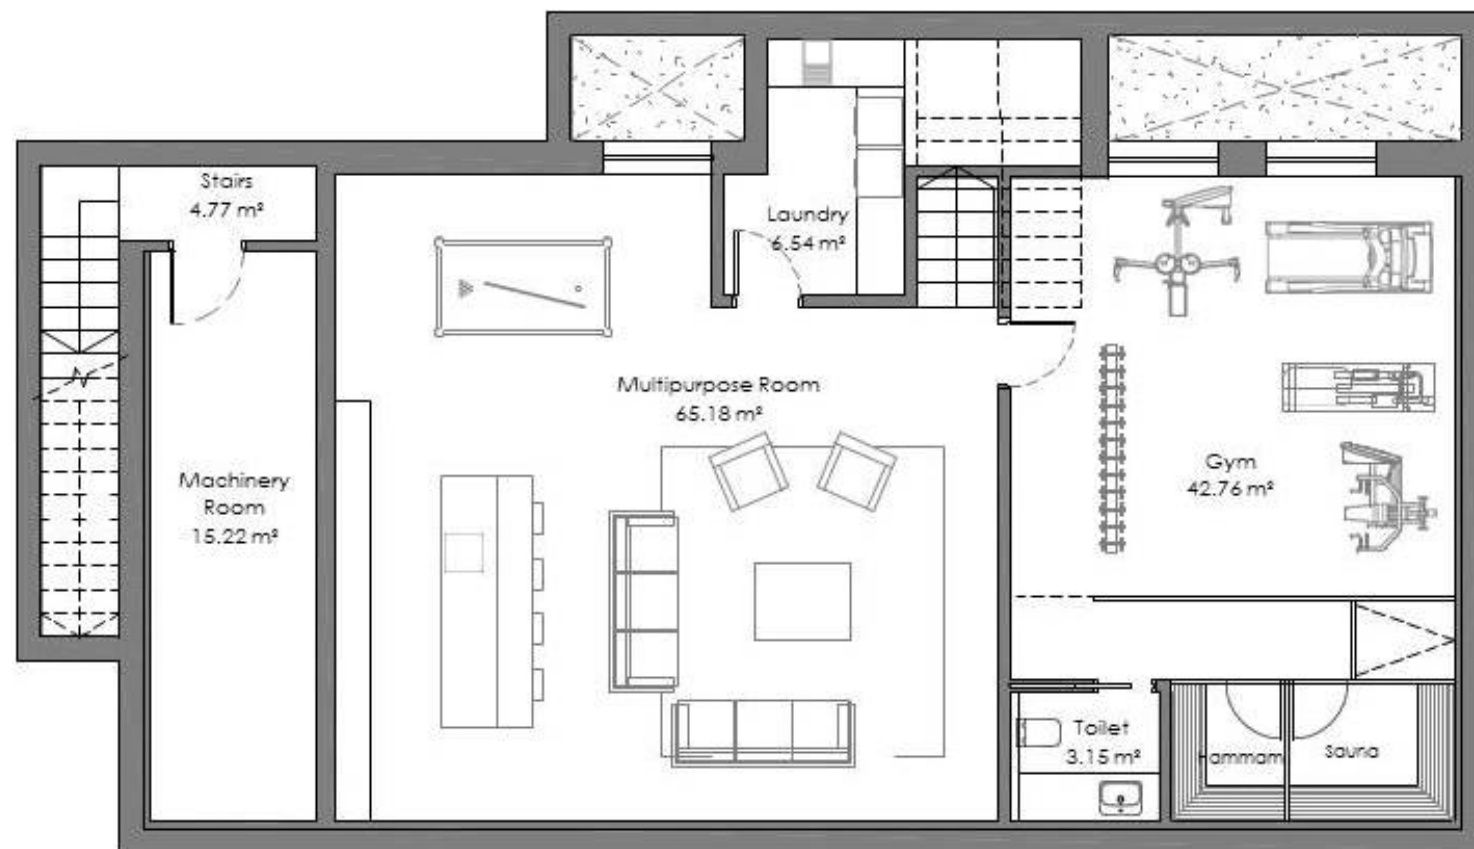 Stairs
4.77 m²
Laundry
6.54 m²
Multipurpose Room
65.18 m²
Machinery
Room
15.22 m²
Gym
42.76 m²
Toilet
3.15 m²
ammam
Sauna